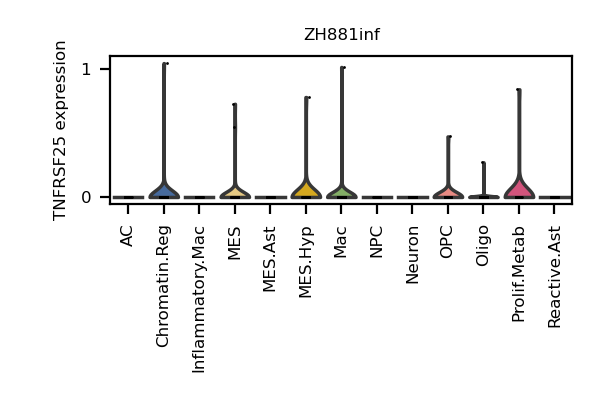 ZH881inf
TNFRSF25 expression
1
0
AC
Chromatin.Reg
Inflammatory.Mac
MES
MES.Ast
MES.Hyp
Mac
NPC
Neuron
OPC
Oligo
Prolif.Metab
Reactive.Ast